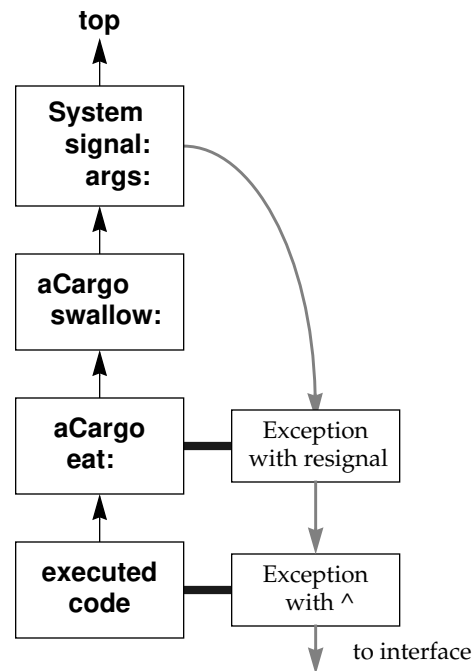 top
System
signal:
args:
aCargo
swallow:
aCargo
eat:
Exception
with resignal
executed
code
Exception
with ^
to interface